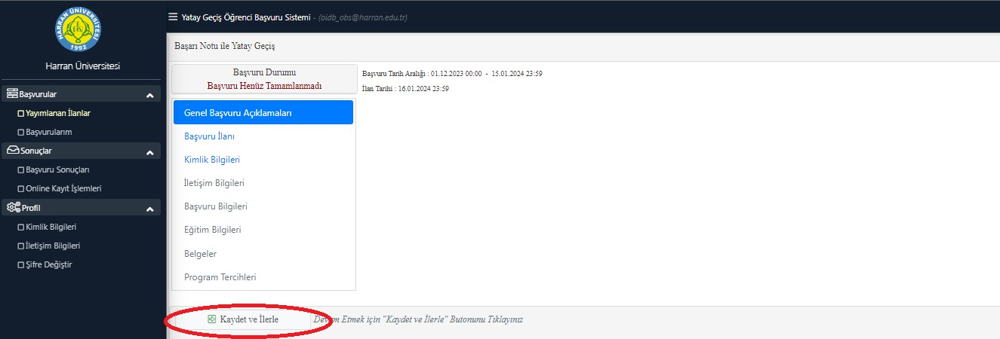 HARRAN ÜNİVERSİTESİ
1992
Harran Üniversitesi
Başvurular
Yayımlanan İlanlar
Başvurularım
Sonuçlar
Başvuru Sonuçları
Online Kayıt İşlemleri
Profil
Kimlik Bilgileri
İletişim Bilgileri
Şifre Değiştir
Yatay Geçiş Öğrenci Başvuru Sistemi - (oidb_obs@harran.edu.tr)
Başarı Notu ile Yatay Geçiş
Başvuru Durumu
Başvuru Henüz Tamamlanmadı
Başvuru Tarih Aralığı : 01.12.2023 00:00 - 15.01.2024 23:59
İlan Tarihi : 16.01.2024 23:59
Genel Başvuru Açıklamaları
Başvuru İlanı
Kimlik Bilgileri
İletişim Bilgileri
Başvuru Bilgileri
Eğitim Bilgileri
Belgeler
Program Tercihleri
Kaydet ve İlerle
Devam Etmek için "Kaydet ve İlerle" Butonunu Tıklayınız